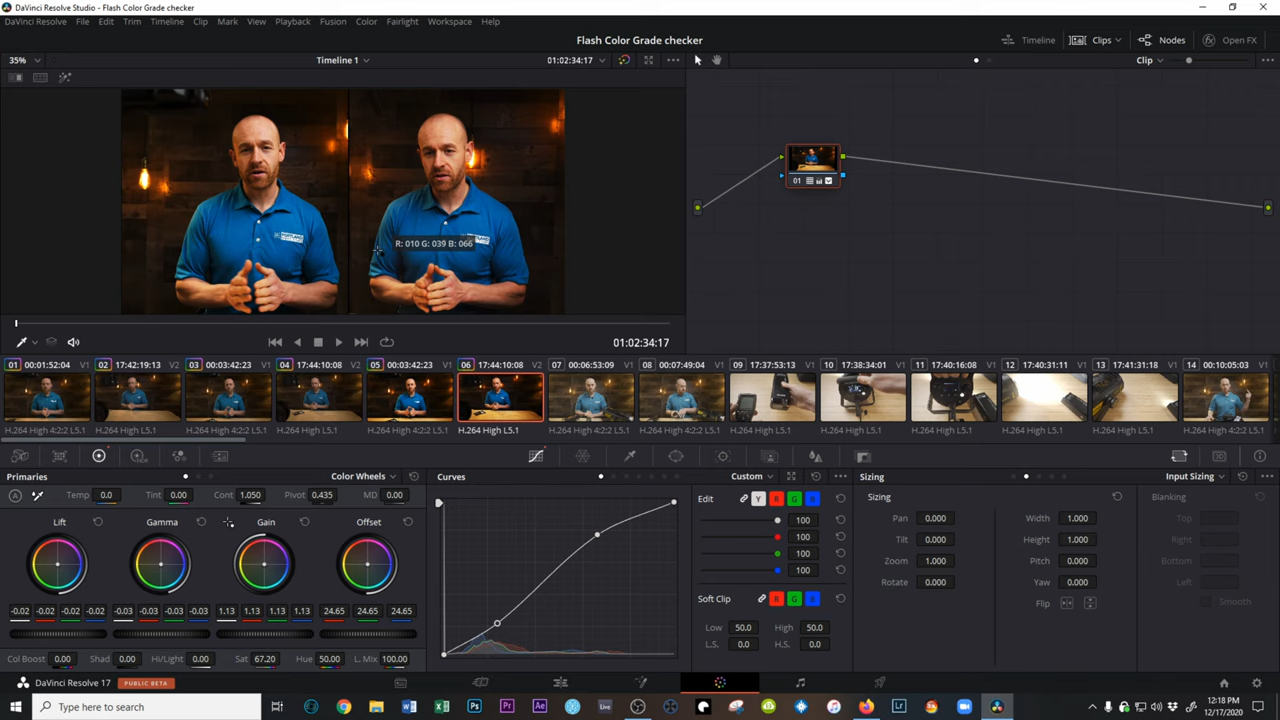 DaVinci Resolve Studio - Flash Color Grade checker
DaVinci Resolve File Edit Trim Timeline Clip Mark View Playback Fusion Color Fairlight Workspace Help
Flash Color Grade checker
Timeline Clips Nodes Open FX
35% Timeline 1 01:02:34:17 Clip
R: 010 G: 039 B: 066
01
01:02:34:17
01 00:01:52:04 V1 02 17:42:19:13 V2 03 00:03:42:23 V1 04 17:44:10:08 V2 05 00:03:42:23 V1 06 17:44:10:08 V2 07 00:06:53:09 V1 08 00:07:49:04 V1 09 17:37:53:13 V1 10 17:38:34:01 V1 11 17:40:16:08 V1 12 17:40:31:11 V1 13 17:41:31:18 V1 14 10:05:03 V1
H.264 High 4:2:2 L5.1 H.264 High L5.1 H.264 High 4:2:2 L5.1 H.264 High L5.1 H.264 High 4:2:2 L5.1 H.264 High L5.1 H.264 High 4:2:2 L5.1 H.264 High 4:2:2 L5.1 H.264 High L5.1 H.264 High L5.1 H.264 High L5.1 H.264 High L5.1 H.264 High L5.1 H.264 High 4:2:2 L5.1
Primaries Color Wheels Curves Custom Sizing Input Sizing
Temp 0.0 Tint 0.00 Cont 1.050 Pivot 0.435 MD 0.00
Lift Gamma Gain Offset
-0.02 -0.02 -0.02 -0.02 -0.03 -0.03 -0.03 -0.03 1.13 1.13 1.13 1.13 24.65 24.65 24.65
Col Boost 0.00 Shad 0.00 Hi/Light 0.00 Sat 67.20 Hue 50.00 L. Mix 100.00
Edit Y R G B
100
100
100
100
Soft Clip R G B
Low 50.0 High 50.0
L.S. 0.0 H.S. 0.0
Sizing
Pan 0.000 Width 1.000
Tilt 0.000 Height 1.000
Zoom 1.000 Pitch 0.000
Rotate 0.000 Yaw 0.000
Flip
Blanking
Top
Right
Bottom
Left
Smooth
DaVinci Resolve 17 PUBLIC BETA
Type here to search
W X Ps Pr Ae Live Lr
12:18 PM
12/17/2020